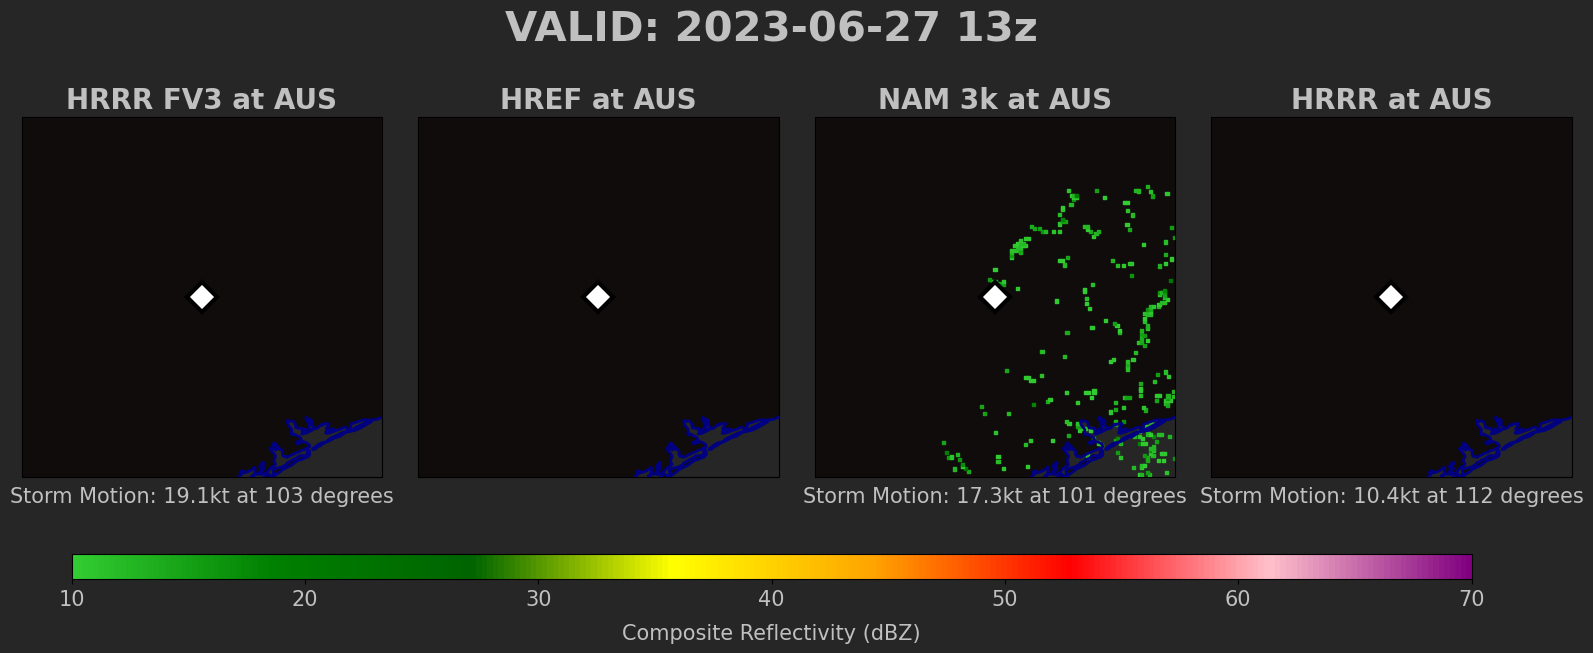 VALID: 2023-06-27 13z
HRRR FV3 at AUS
HREF at AUS
NAM 3k at AUS
HRRR at AUS
Storm Motion: 19.1kt at 103 degrees
Storm Motion: 17.3kt at 101 degrees
Storm Motion: 10.4kt at 112 degrees
10 20 30 40 50 60 70
Composite Reflectivity (dBZ)